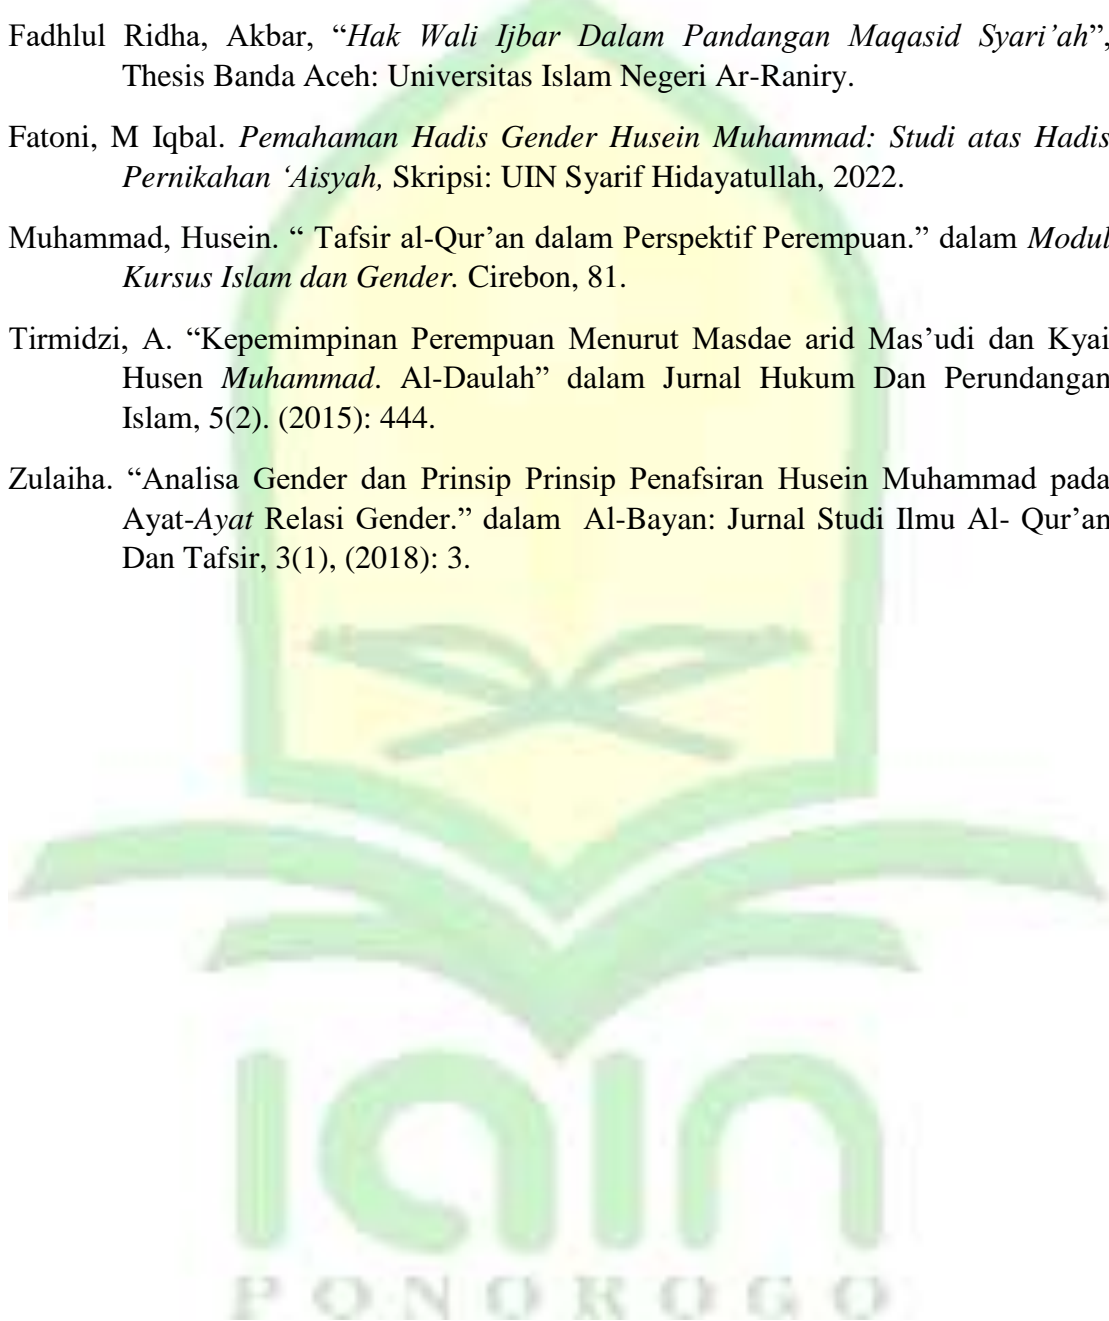 Fadhlul Ridha, Akbar, “Hak Wali Ijbar Dalam Pandangan Maqasid Syari’ah”,
Thesis Banda Aceh: Universitas Islam Negeri Ar-Raniry.
Fatoni, M Iqbal. Pemahaman Hadis Gender Husein Muhammad: Studi atas Hadis
Pernikahan ‘Aisyah, Skripsi: UIN Syarif Hidayatullah, 2022.
Muhammad, Husein. “ Tafsir al-Qur’an dalam Perspektif Perempuan.” dalam Modul
Kursus Islam dan Gender. Cirebon, 81.
Tirmidzi, A. “Kepemimpinan Perempuan Menurut Masdae arid Mas’udi dan Kyai
Husen Muhammad. Al-Daulah” dalam Jurnal Hukum Dan Perundangan
Islam, 5(2). (2015): 444.
Zulaiha. “Analisa Gender dan Prinsip Prinsip Penafsiran Husein Muhammad pada
Ayat-Ayat Relasi Gender.” dalam  Al-Bayan: Jurnal Studi Ilmu Al- Qur’an
Dan Tafsir, 3(1), (2018): 3.
iain
PONOROGO